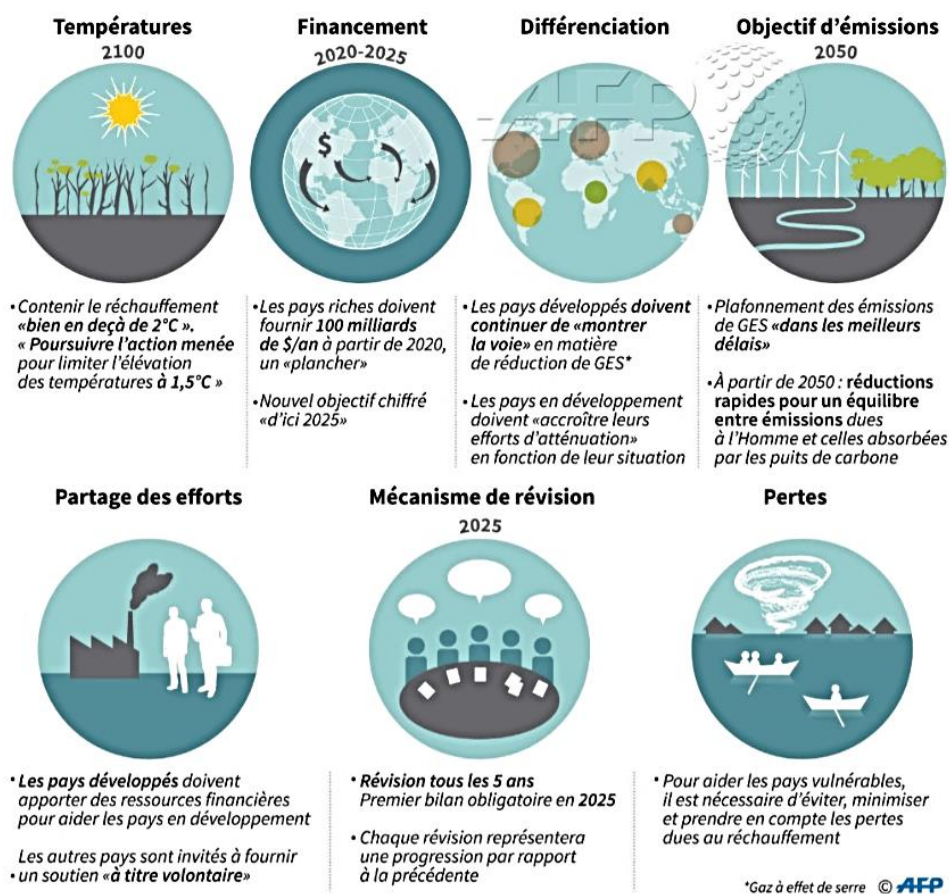 Températures
2100
• Contenir le réchauffement
«bien en deçà de 2°C ».
« Poursuivre l'action menée
pour limiter l'élévation
des températures à 1,5°C »
Financement
2020-2025
$
• Les pays riches doivent
fournir 100 milliards
de $/an à partir de 2020,
un «plancher»
• Nouvel objectif chiffré
«d'ici 2025»
Différenciation
AFP
• Les pays développés doivent
continuer de «montrer
la voie» en matière
de réduction de GES*
• Les pays en développement
doivent «accroître leurs
efforts d'atténuation»
en fonction de leur situation
Objectif d'émissions
2050
• Plafonnement des émissions
de GES «dans les meilleurs
délais»
• À partir de 2050 : réductions
rapides pour un équilibre
entre émissions dues
à l'Homme et celles absorbées
par les puits de carbone
Partage des efforts
• Les pays développés doivent
apporter des ressources financières
pour aider les pays en développement
Les autres pays sont invités à fournir
• un soutien «à titre volontaire»
Mécanisme de révision
2025
• Révision tous les 5 ans
Premier bilan obligatoire en 2025
• Chaque révision représentera
une progression par rapport
à la précédente
Pertes
• Pour aider les pays vulnérables,
il est nécessaire d'éviter, minimiser
et prendre en compte les pertes
dues au réchauffement
*Gaz à effet de serre © AFP